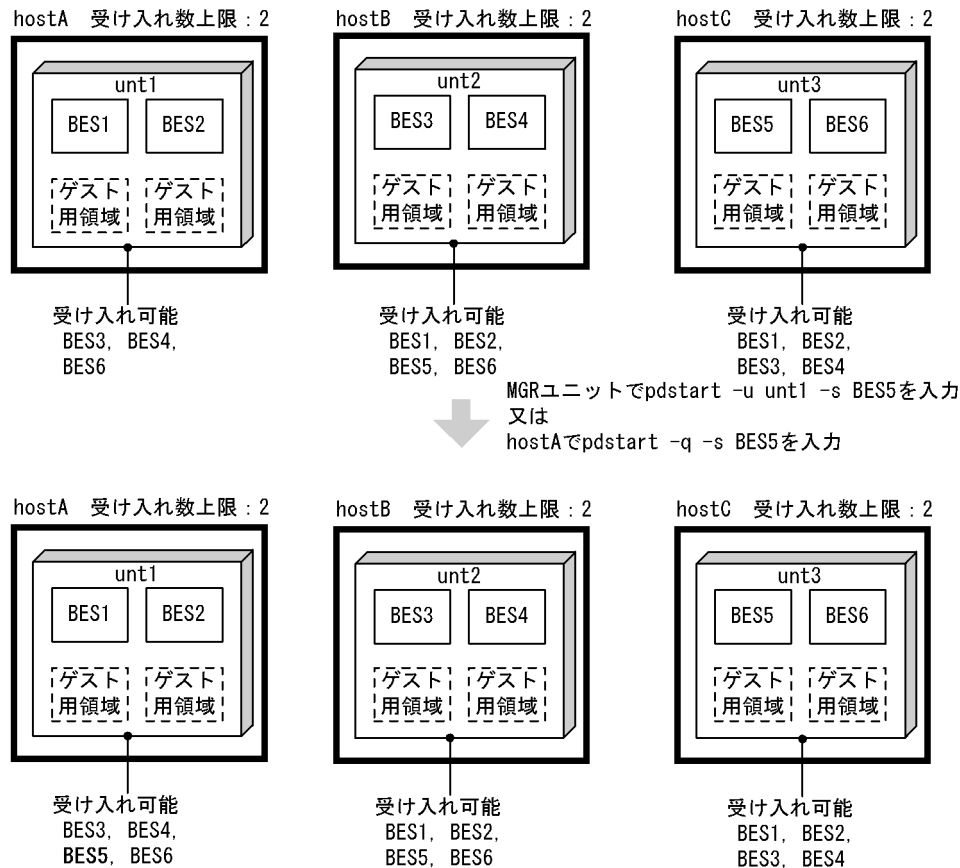 hostA 受け入れ数上限：2
unt1
BES1 BES2
ゲスト用領域 ゲスト用領域
受け入れ可能
BES3, BES4,
BES6
hostB 受け入れ数上限：2
unt2
BES3 BES4
ゲスト用領域 ゲスト用領域
受け入れ可能
BES1, BES2,
BES5, BES6
hostC 受け入れ数上限：2
unt3
BES5 BES6
ゲスト用領域 ゲスト用領域
受け入れ可能
BES1, BES2,
BES3, BES4
MGRユニットでpdstart -u unt1 -s BES5を入力
又は
hostAでpdstart -q -s BES5を入力
hostA 受け入れ数上限：2
unt1
BES1 BES2
ゲスト用領域 ゲスト用領域
受け入れ可能
BES3, BES4,
BES5, BES6
hostB 受け入れ数上限：2
unt2
BES3 BES4
ゲスト用領域 ゲスト用領域
受け入れ可能
BES1, BES2,
BES5, BES6
hostC 受け入れ数上限：2
unt3
BES5 BES6
ゲスト用領域 ゲスト用領域
受け入れ可能
BES1, BES2,
BES3, BES4